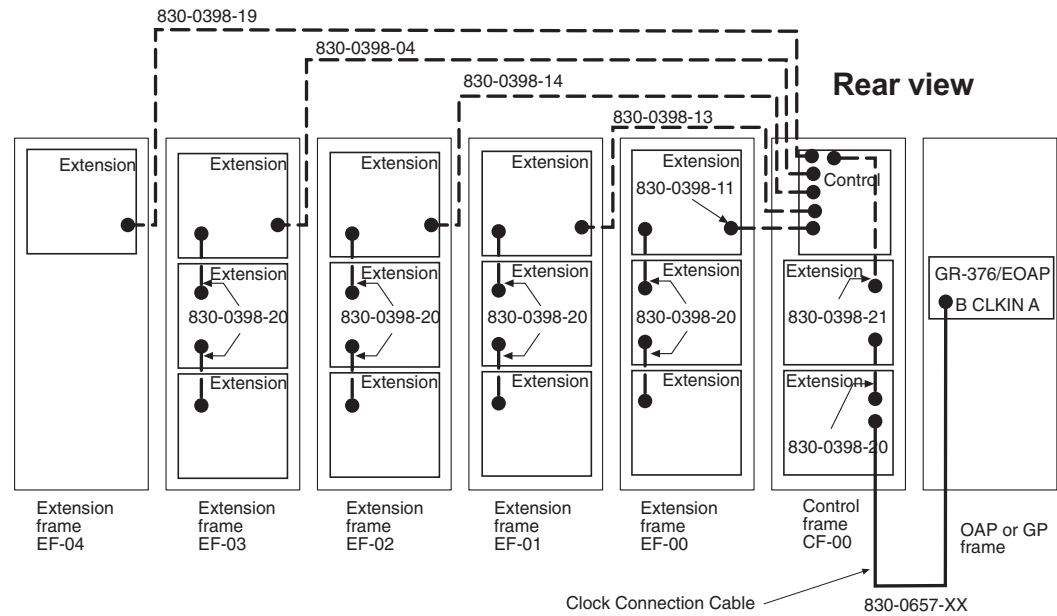 830-0398-19
830-0398-04
830-0398-14
Rear view
830-0398-13
Extension
Extension
Extension
Extension
Extension
Control
830-0398-11
Extension
Extension
Extension
Extension
Extension
GR-376/EOAP
B CLKIN A
830-0398-20
830-0398-20
830-0398-20
830-0398-20
830-0398-21
Extension
Extension
Extension
Extension
Extension
830-0398-20
Extension
frame
EF-04
Extension
frame
EF-03
Extension
frame
EF-02
Extension
frame
EF-01
Extension
frame
EF-00
Control
frame
CF-00
OAP or GP
frame
Clock Connection Cable
830-0657-XX